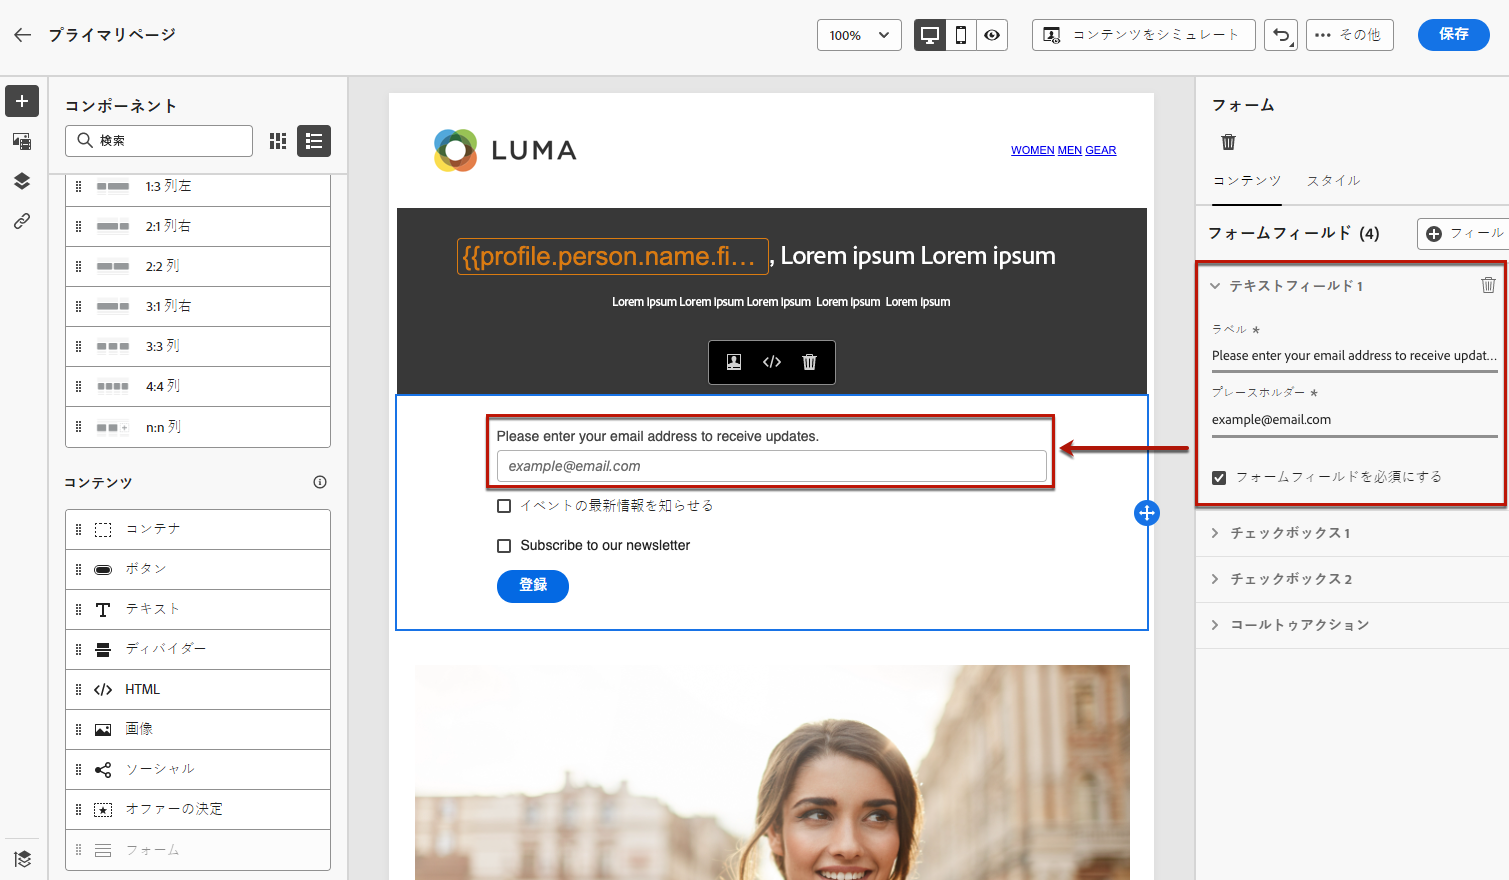 プライマリページ
100%
コンテンツをシミュレート
その他
保存
コンポーネント
検索
1:3 列左
2:1 列右
2:2 列
3:1 列右
3:3 列
4:4 列
n:n 列
コンテンツ
コンテナ
ボタン
テキスト
ディバイダー
HTML
画像
ソーシャル
オファーの決定
フォーム
LUMA
WOMEN MEN GEAR
{{profile.person.name.fi... , Lorem ipsum Lorem ipsum
Lorem ipsum Lorem ipsum Lorem ipsum Lorem ipsum Lorem ipsum
Please enter your email address to receive updates.
example@email.com
イベントの最新情報を知らせる
Subscribe to our newsletter
登録
フォーム
コンテンツ スタイル
フォームフィールド (4)
フィール
テキストフィールド 1
ラベル *
Please enter your email address to receive updat...
プレースホルダー *
example@email.com
フォームフィールドを必須にする
チェックボックス 1
チェックボックス 2
コールトゥアクション